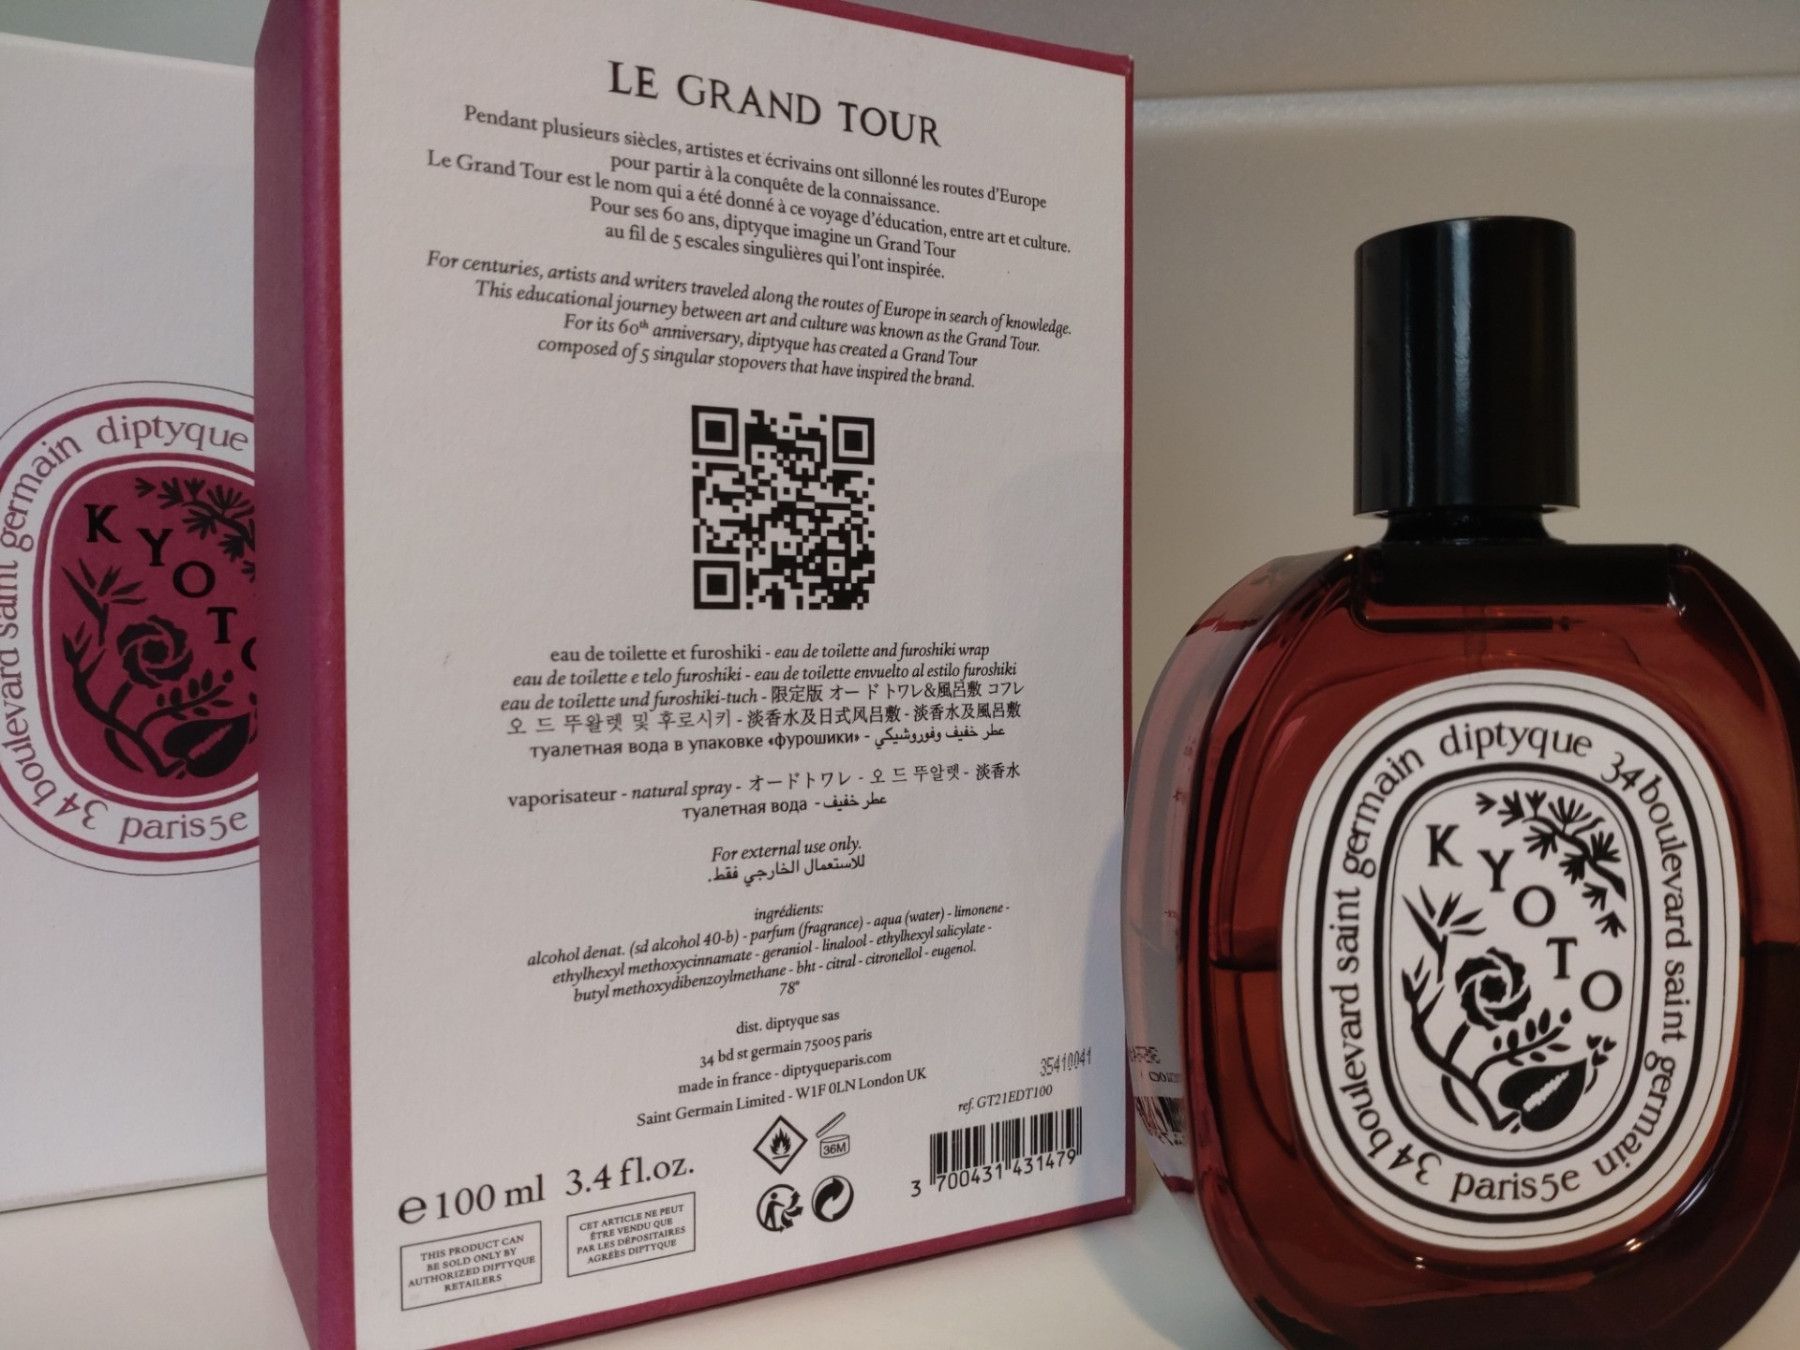 LE GRAND TOUR
Pendant plusieurs siècles, artistes et écrivains ont sillonné les routes d'Europe
pour partir à la conquête de la connaissance.
Le Grand Tour est le nom qui a été donné à ce voyage d'éducation, entre art et culture.
Pour ses 60 ans, diptyque imagine un Grand Tour
au fil de 5 escales singulières qui l'ont inspirée.
For centuries, artists and writers traveled along the routes of Europe in search of knowledge.
This educational journey between art and culture was known as the Grand Tour.
For its 60th anniversary, diptyque has created a Grand Tour
composed of 5 singular stopovers that have inspired the brand.
eau de toilette et furoshiki - eau de toilette and furoshiki wrap
eau de toilette e telo furoshiki - eau de toilette envuelto al estilo furoshiki
eau de toilette und furoshiki-tuch - 限定版 オー ド トワレ&風呂敷 コフレ
오 드 뚜왈렛 및 후로시키 - 淡香水及日式风呂敷 - 淡香水及風呂敷
туалетная вода в упаковке «фурошики» - عطر خفيف وفوروشيكي
vaporisateur - natural spray - オードトワレ - 오 드 뚜알렛 - 淡香水
туалетная вода - عطر خفيف
For external use only.
للاستعمال الخارجي فقط.
ingrédients:
alcohol denat. (sd alcohol 40-b) - parfum (fragrance) - aqua (water) - limonene -
ethylhexyl methoxycinnamate - geraniol - linalool - ethylhexyl salicylate -
butyl methoxydibenzoylmethane - bht - citral - citronellol - eugenol.
78°
dist. diptyque sas
34 bd st germain 75005 paris
made in france - diptyqueparis.com
Saint Germain Limited - W1F 0LN London UK
35410041
ref. GT21EDT100
36M
3 700431 431479
e 100 ml 3.4 fl.oz.
THIS PRODUCT CAN
BE SOLD ONLY BY
AUTHORIZED DIPTYQUE
RETAILERS
CET ARTICLE NE PEUT
ÊTRE VENDU QUE
PAR LES DÉPOSITAIRES
AGRÉÉS DIPTYQUE
diptyque
34 boulevard saint germain
paris5e
KYOT
diptyque 34 boulevard saint germain
paris5e
34 boulevard saint germain
KYOTO